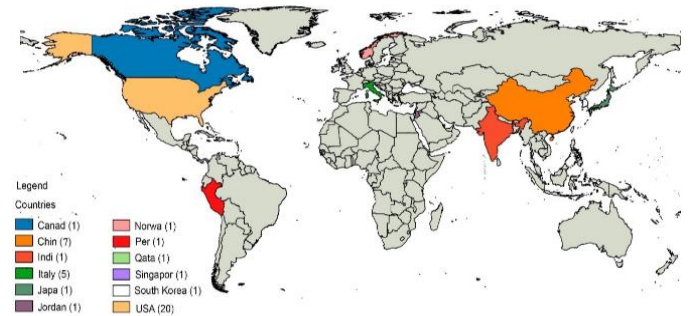 Legend
Countries
Canad (1)
Chin (7)
Indi (1)
Italy (5)
Japa (1)
Jordan (1)
Norwa (1)
Per (1)
Qata (1)
Singapor (1)
South Korea (1)
USA (20)